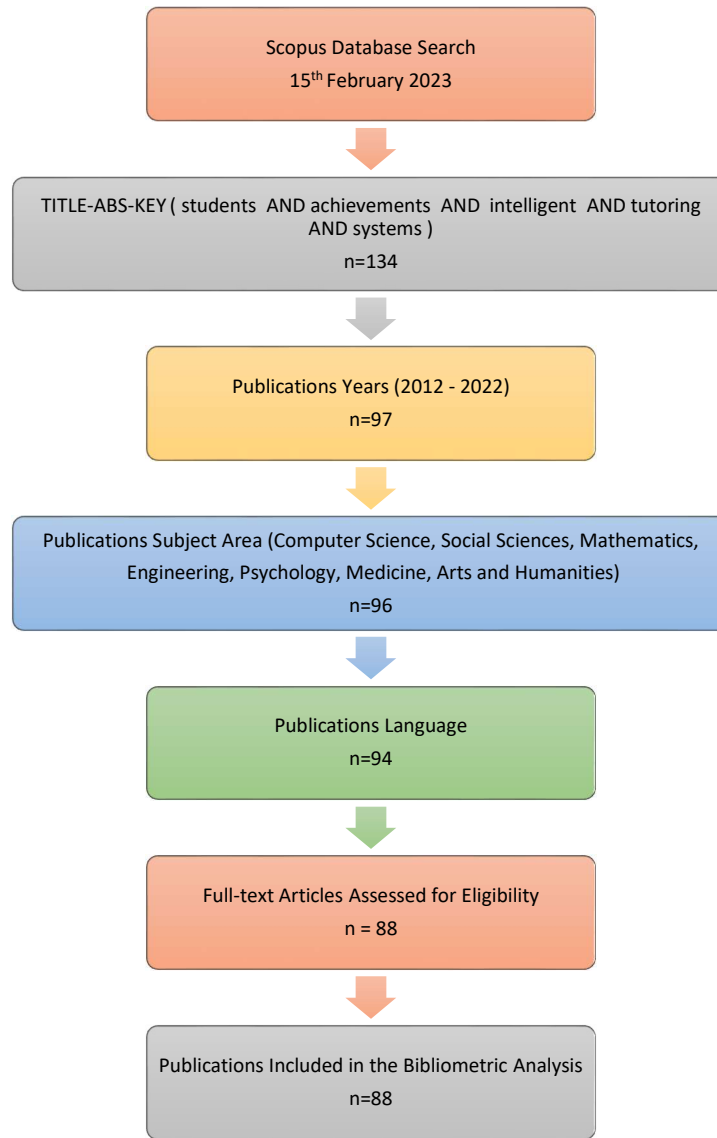 Scopus Database Search
15th February 2023
TITLE-ABS-KEY ( students AND achievements AND intelligent AND tutoring
AND systems )
n=134
Publications Years (2012 - 2022)
n=97
Publications Subject Area (Computer Science, Social Sciences, Mathematics,
Engineering, Psychology, Medicine, Arts and Humanities)
n=96
Publications Language
n=94
Full-text Articles Assessed for Eligibility
n = 88
Publications Included in the Bibliometric Analysis
n=88